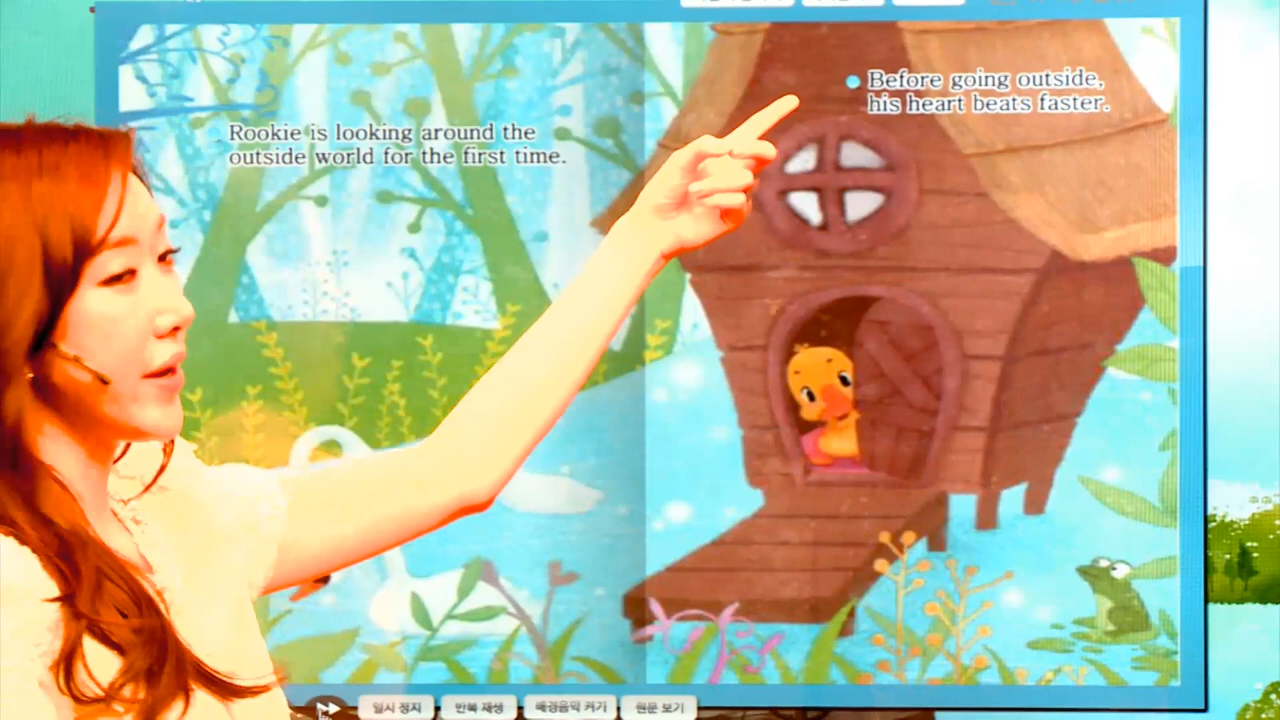 Rookie is looking around the
outside world for the first time.
Before going outside,
his heart beats faster.
일시 정지
반복 재생
배경음악 켜기
원문 보기